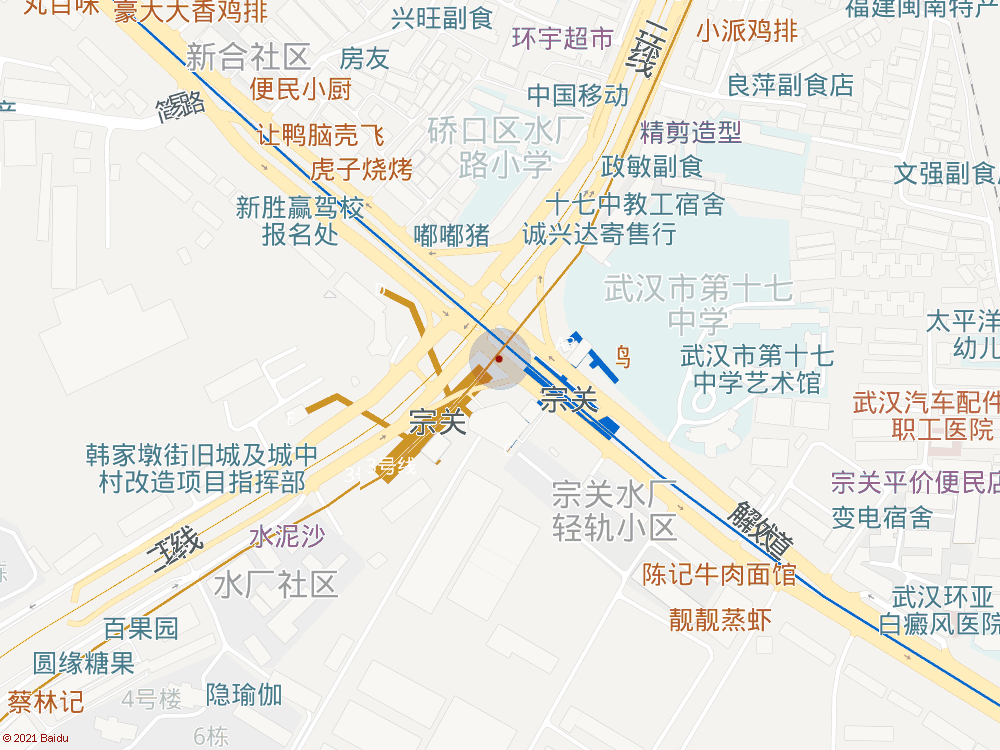 丸百味
豪大大香鸡排
兴旺副食
环宇超市
二环线
小派鸡排
福建闽南特产
新合社区
房友
便民小厨
中国移动
良萍副食店
让鸭脑壳飞
硚口区水厂
路小学
精剪造型
虎子烧烤
政敏副食
文强副食店
新胜赢驾校
报名处
十七中教工宿舍
嘟嘟猪
诚兴达寄售行
武汉市第十七
中学
太平洋
幼儿
鸟
武汉市第十七
中学艺术馆
宗关
宗关
武汉汽车配件
职工医院
韩家墩街旧城及城中
村改造项目指挥部
3号线
宗关水厂
轻轨小区
宗关平价便民店
变电宿舍
解放大道
二环线
水泥沙
水厂社区
陈记牛肉面馆
靓靓蒸虾
武汉环亚
白癜风医院
百果园
圆缘糖果
蔡林记
4号楼
隐瑜伽
6栋
栋
© 2021 Baidu